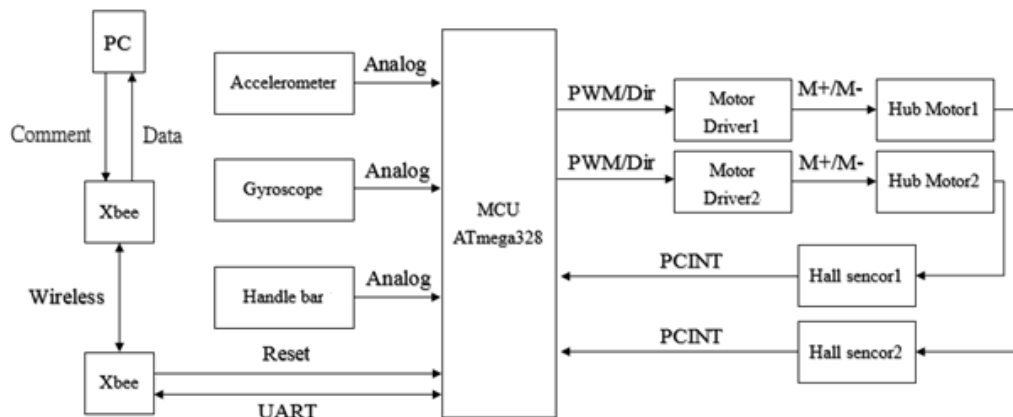 PC
Comment
Data
Xbee
Wireless
Xbee
Accelerometer
Analog
Gyroscope
Analog
Handle bar
Analog
Reset
UART
MCU
ATmega328
PWM/Dir
Motor
Driver1
M+/M-
Hub Motor1
PWM/Dir
Motor
Driver2
M+/M-
Hub Motor2
PCINT
Hall sencor1
PCINT
Hall sencor2